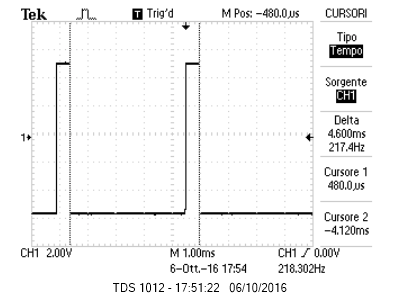 Tek T Trig'd M Pos: -480.0us CURSORI
Tipo
Tempo
Sorgente
CH1
Delta
4.600ms
217.4Hz
Cursore 1
480.0us
Cursore 2
-4.120ms
1
CH1 2.00V M 1.00ms CH1 0.00V
6-Ott.-16 17:54 218.302Hz
TDS 1012 - 17:51:22 06/10/2016